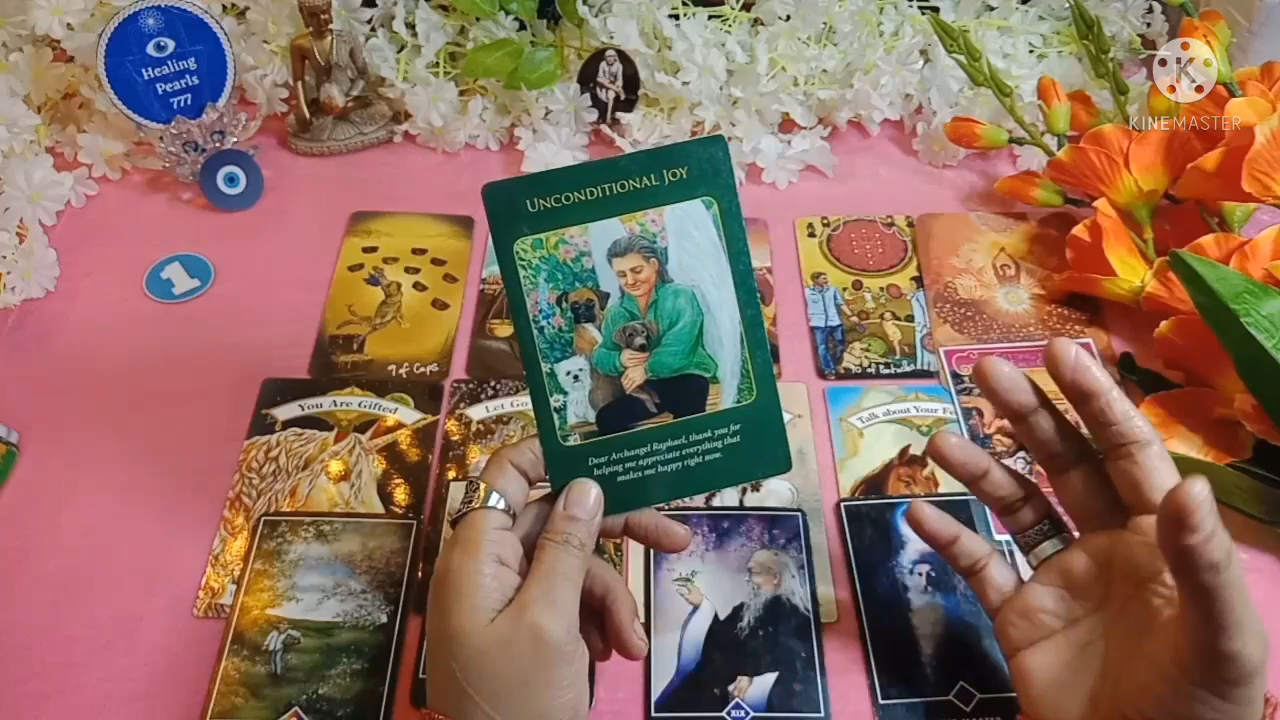 Healing
Pearls
777
KINEMASTER
1
UNCONDITIONAL JOY
Dear Archangel Raphael, thank you for
helping me appreciate everything that
makes me happy right now.
9 of Cups
10 of Pentacles
You Are Gifted
Let Go
Talk about Your
XIX